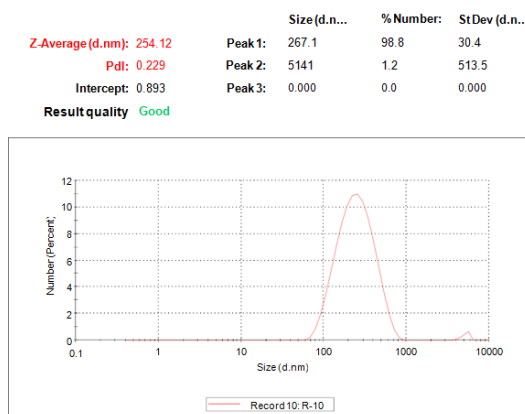 Size (d.n... % Number: St Dev (d.n...
Z-Average (d.nm): 254.12 Peak 1: 267.1 98.8 30.4
PdI: 0.229 Peak 2: 5141 1.2 513.5
Intercept: 0.893 Peak 3: 0.000 0.0 0.000
Result quality Good
12
10
8
6
4
2
0
Number (Percent)
0.1 1 10 100 1000 10000
Size (d.nm)
Record 10: R-10